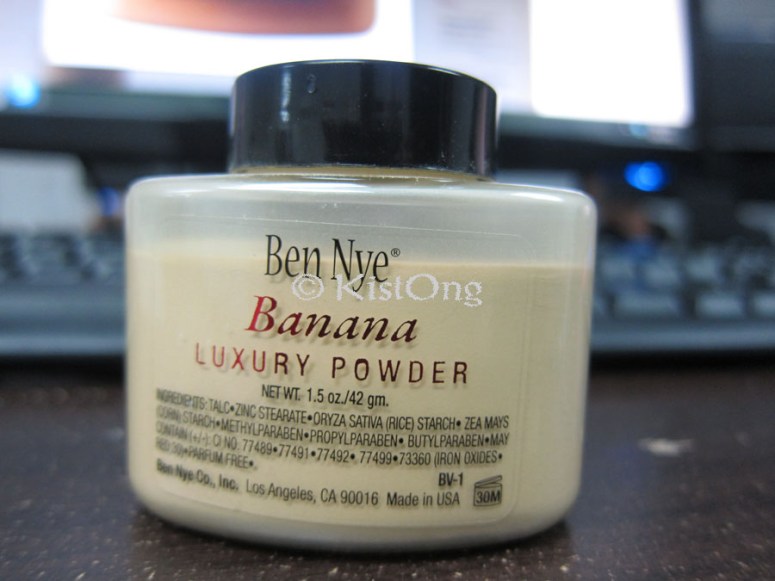 Ben Nye®
© KistOng
Banana
LUXURY POWDER
NET WT. 1.5 oz./42 gm.
INGREDIENTS: TALC•ZINC STEARATE•ORYZA SATIVA (RICE) STARCH• ZEA MAYS
(CORN) STARCH•METHYLPARABEN•PROPYLPARABEN• BUTYLPARABEN•MAY
CONTAIN (+/-): CI NO: 77489•77491•77492• 77499•73360 (IRON OXIDES•
RED 30)•PARFUM FREE•.
BV-1
Ben Nye Co., Inc. Los Angeles, CA 90016 Made in USA
30M